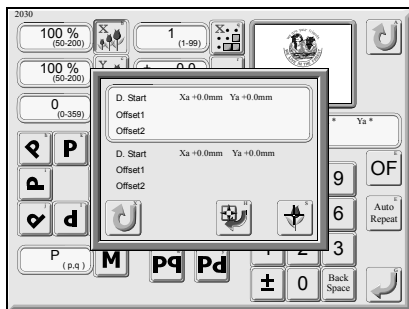 2030
100 %
(50-200)
X
1
(1-99)
X
100 %
(50-200)
0
(0-359)
D. Start Xa +0.0mm Ya +0.0mm
Offset1
Offset2
D. Start Xa +0.0mm Ya +0.0mm
Offset1
Offset2
* Ya *
P P
P
P d
9 OF
6 Auto
Repeat
P
(p,q)
M
Pq Pd
1 2 3
± 0 Back
Space